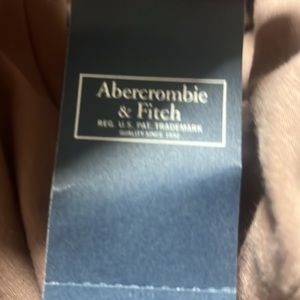 Abercrombie
& Fitch
REG. U.S. PAT. TRADEMARK
QUALITY SINCE 1892